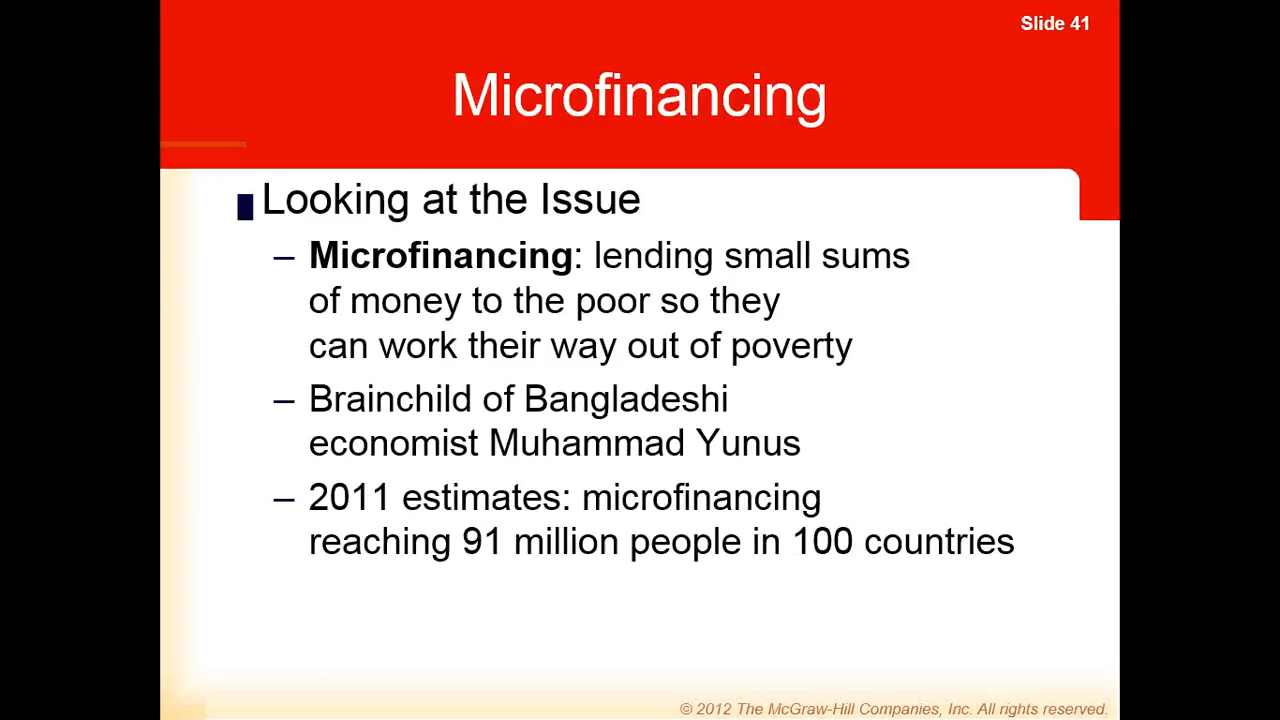 Slide 41
Microfinancing
Looking at the Issue
– Microfinancing: lending small sums
of money to the poor so they
can work their way out of poverty
– Brainchild of Bangladeshi
economist Muhammad Yunus
– 2011 estimates: microfinancing
reaching 91 million people in 100 countries
© 2012 The McGraw-Hill Companies, Inc. All rights reserved.